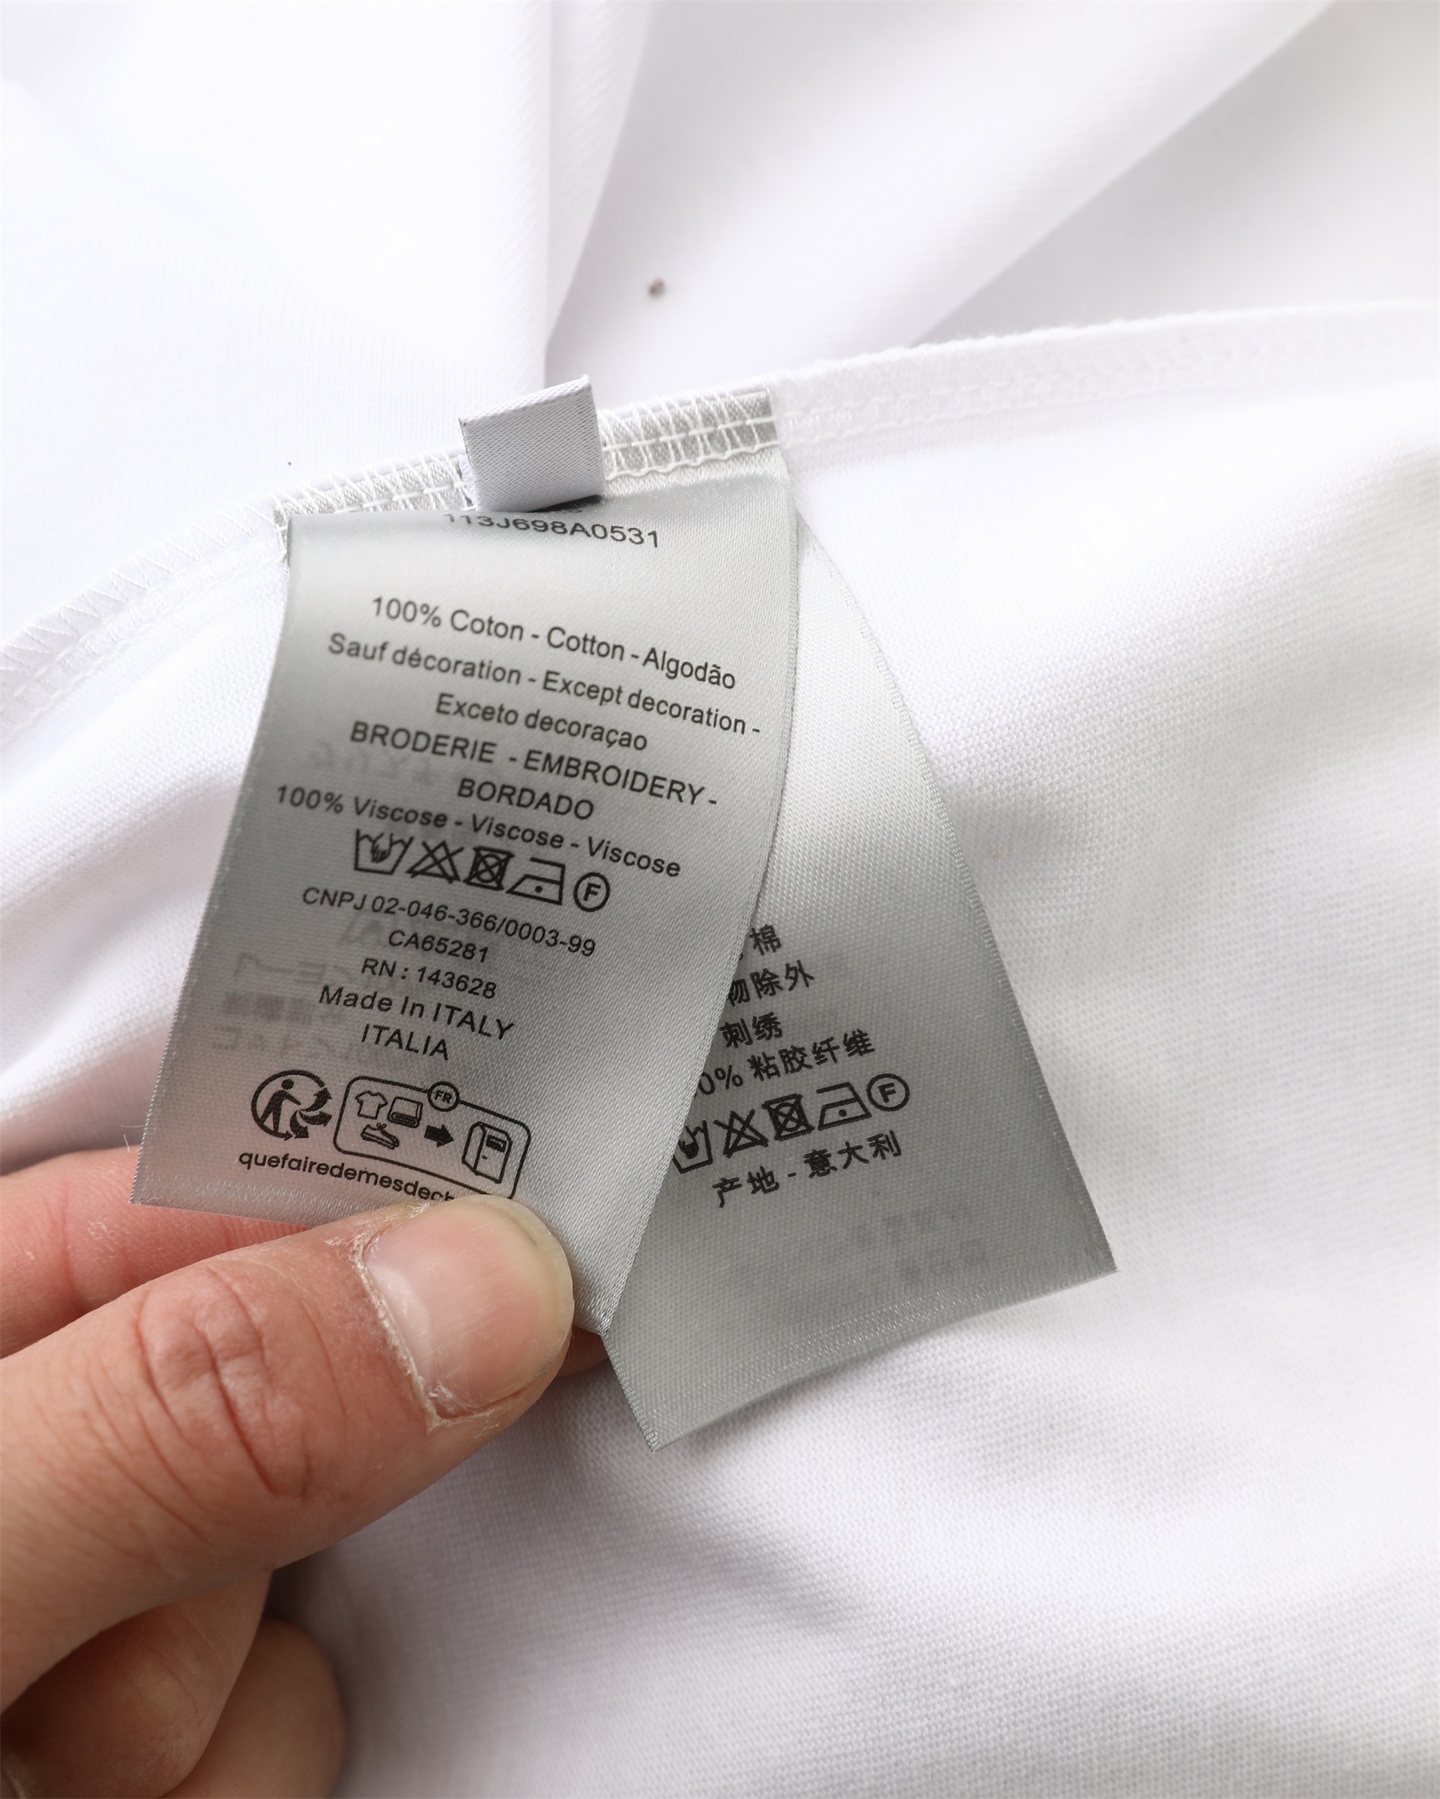 113J698A0531
100% Coton - Cotton - Algodão
Sauf décoration - Except decoration -
Exceto decoraçao
BRODERIE - EMBROIDERY -
BORDADO
100% Viscose - Viscose - Viscose
F
CNPJ 02-046-366/0003-99
CA65281
RN : 143628
Made In ITALY
ITALIA
FR
棉
物除外
刺绣
0% 粘胶纤维
F
产地 - 意大利